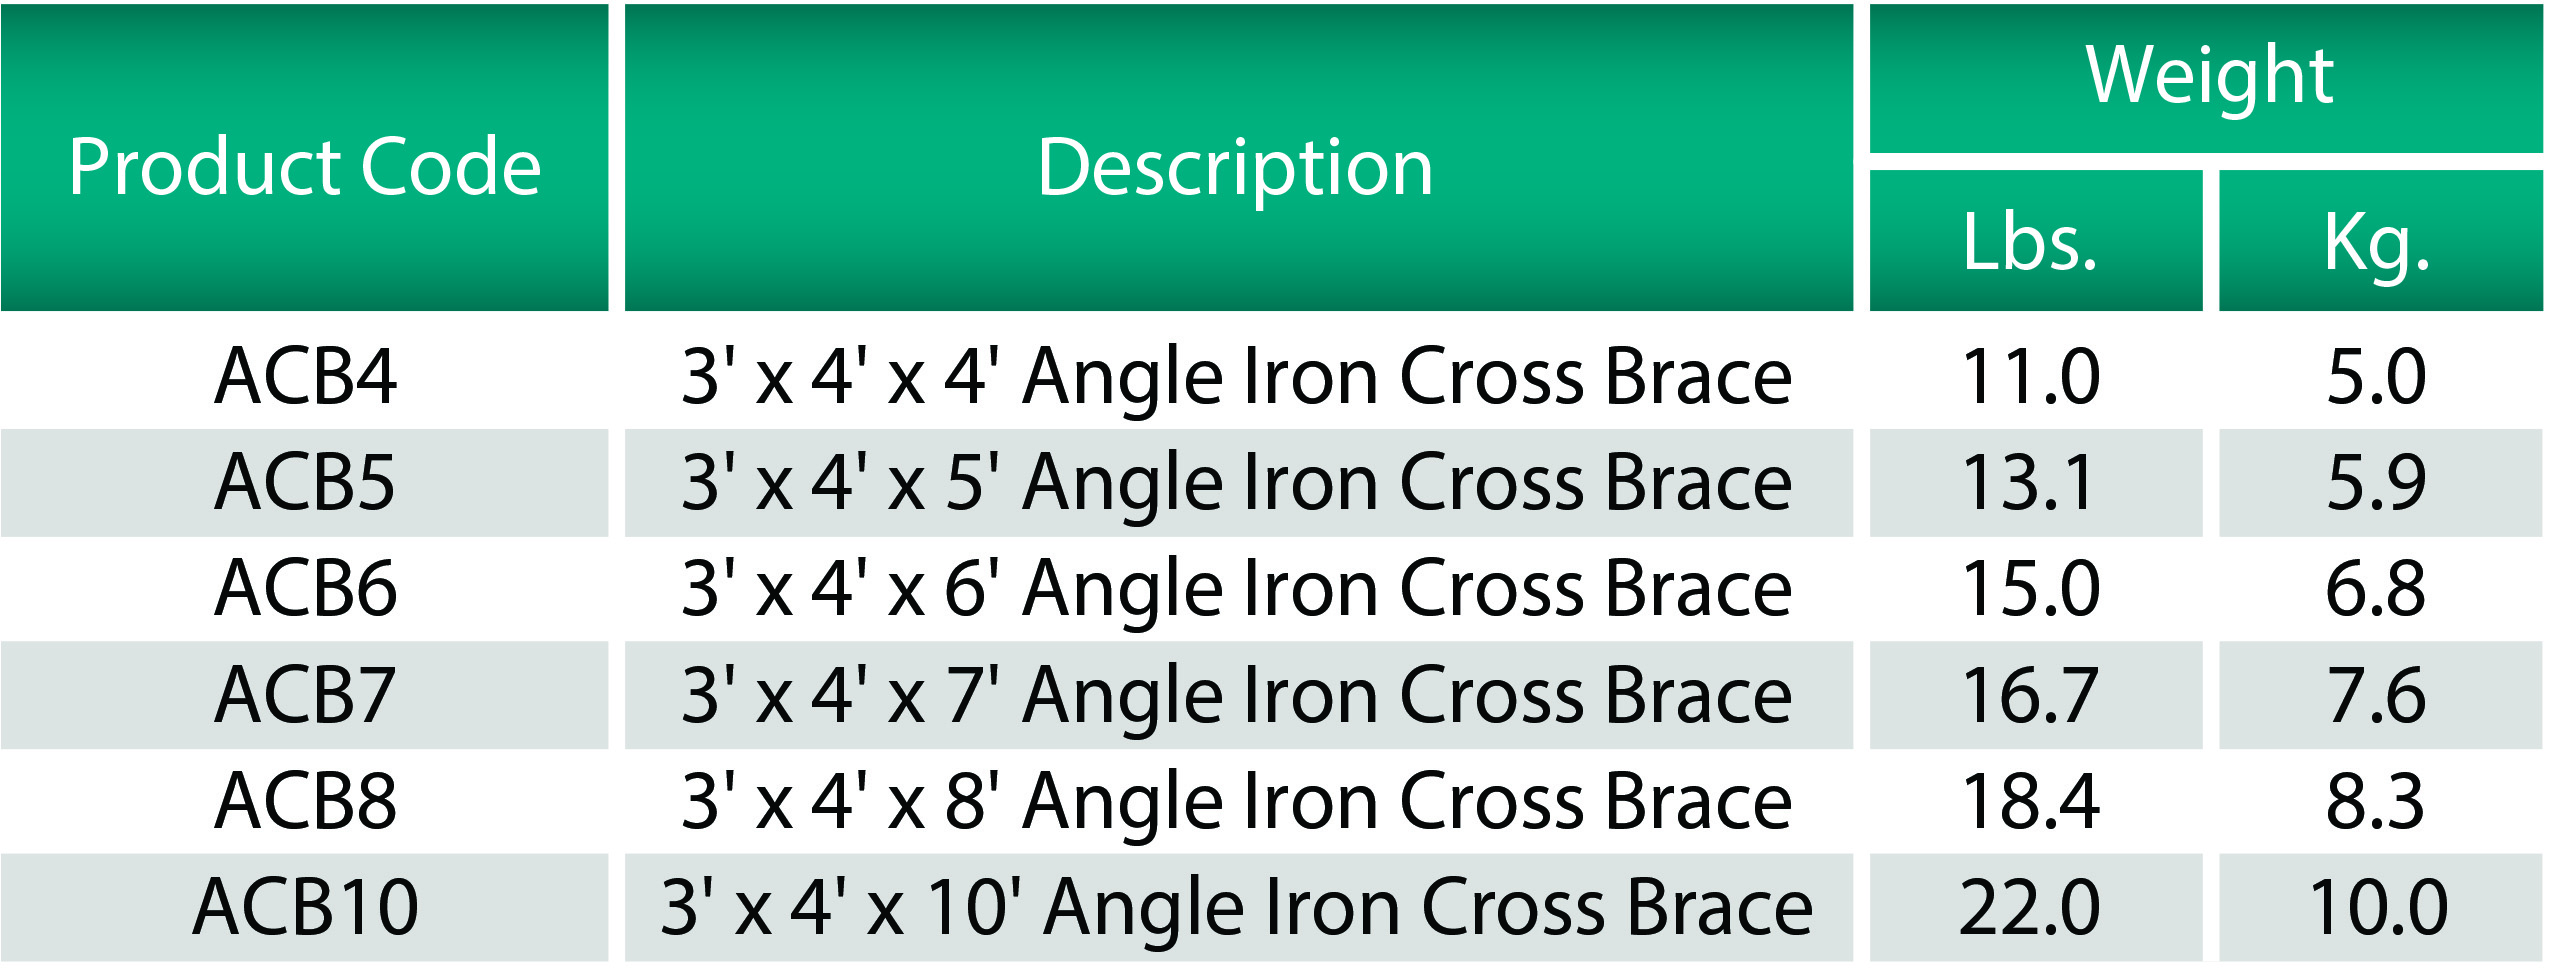 Product Code Description Weight
Lbs. Kg.
ACB4 3' x 4' x 4' Angle Iron Cross Brace 11.0 5.0
ACB5 3' x 4' x 5' Angle Iron Cross Brace 13.1 5.9
ACB6 3' x 4' x 6' Angle Iron Cross Brace 15.0 6.8
ACB7 3' x 4' x 7' Angle Iron Cross Brace 16.7 7.6
ACB8 3' x 4' x 8' Angle Iron Cross Brace 18.4 8.3
ACB10 3' x 4' x 10' Angle Iron Cross Brace 22.0 10.0